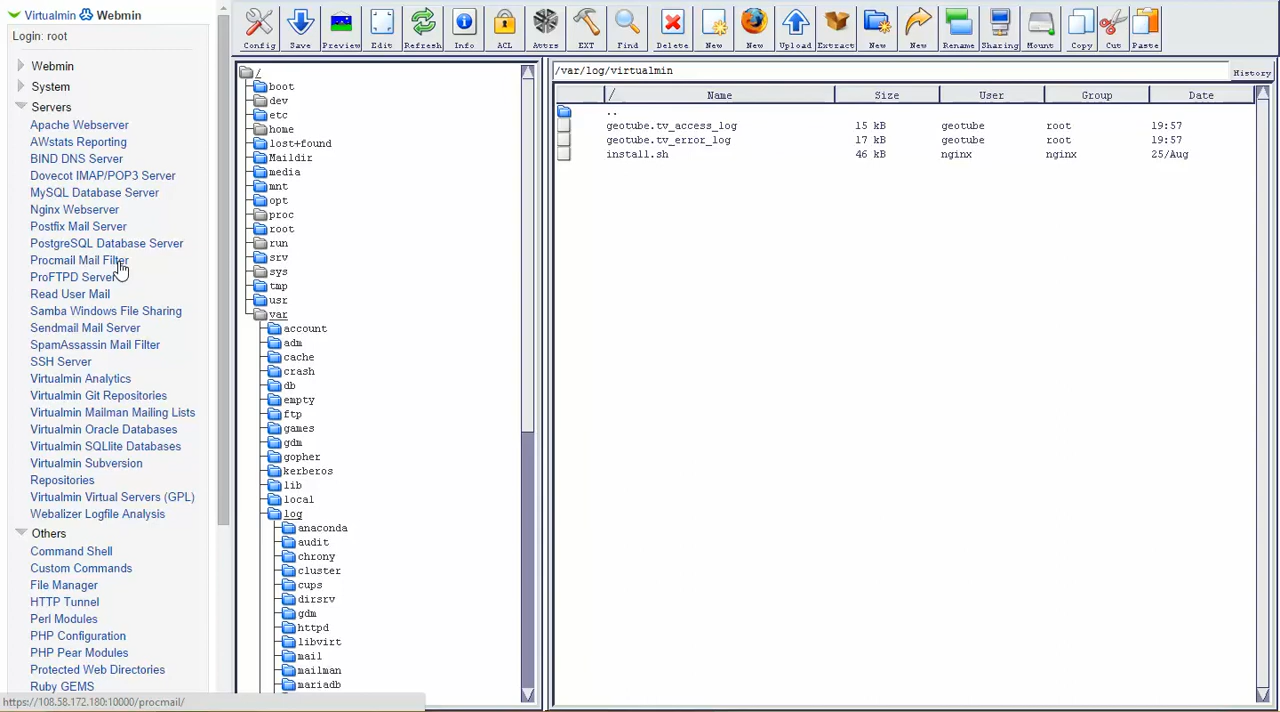 Virtualmin Webmin
Login: root
Webmin
System
Servers
Apache Webserver
AWstats Reporting
BIND DNS Server
Dovecot IMAP/POP3 Server
MySQL Database Server
Nginx Webserver
Postfix Mail Server
PostgreSQL Database Server
Procmail Mail Filter
ProFTPD Server
Read User Mail
Samba Windows File Sharing
Sendmail Mail Server
SpamAssassin Mail Filter
SSH Server
Virtualmin Analytics
Virtualmin Git Repositories
Virtualmin Mailman Mailing Lists
Virtualmin Oracle Databases
Virtualmin SQLlite Databases
Virtualmin Subversion
Repositories
Virtualmin Virtual Servers (GPL)
Webalizer Logfile Analysis
Others
Command Shell
Custom Commands
File Manager
HTTP Tunnel
Perl Modules
PHP Configuration
PHP Pear Modules
Protected Web Directories
Ruby GEMS
https://108.58.172.180:10000/procmail/
Config Save Preview Edit Refresh Info ACL Attrs EXT Find Delete New New Upload Extract New New Rename Sharing Mount Copy Cut Paste
/
boot
dev
etc
home
lost+found
Maildir
media
mnt
opt
proc
root
run
srv
sys
tmp
usr
var
account
adm
cache
crash
db
empty
ftp
games
gdm
gopher
kerberos
lib
local
log
anaconda
audit
chrony
cluster
cups
dirsrv
gdm
httpd
libvirt
mail
mailman
mariadb
/var/log/virtualmin History
/ Name Size User Group Date
..
geotube.tv_access_log 15 kB geotube root 19:57
geotube.tv_error_log 17 kB geotube root 19:57
install.sh 46 kB nginx nginx 25/Aug